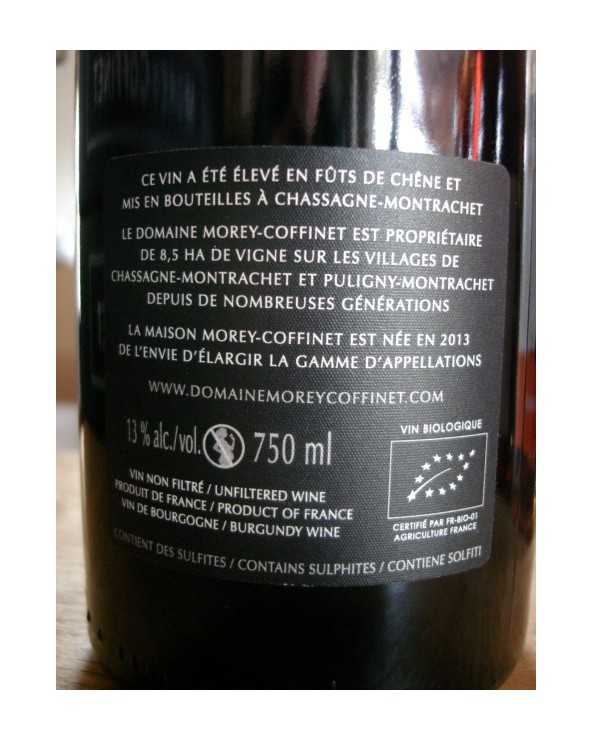 CE VIN A ÉTÉ ÉLEVÉ EN FÛTS DE CHÊNE ET
MIS EN BOUTEILLES À CHASSAGNE-MONTRACHET
LE DOMAINE MOREY-COFFINET EST PROPRIÉTAIRE
DE 8,5 HA DE VIGNE SUR LES VILLAGES DE
CHASSAGNE-MONTRACHET ET PULIGNY-MONTRACHET
DEPUIS DE NOMBREUSES GÉNÉRATIONS
LA MAISON MOREY-COFFINET EST NÉE EN 2013
DE L'ENVIE D'ÉLARGIR LA GAMME D'APPELLATIONS
WWW.DOMAINEMOREYCOFFINET.COM
13 % alc./vol. 750 ml
VIN NON FILTRÉ / UNFILTERED WINE
PRODUIT DE FRANCE / PRODUCT OF FRANCE
VIN DE BOURGOGNE / BURGUNDY WINE
VIN BIOLOGIQUE
CERTIFIÉ PAR FR-BIO-01
AGRICULTURE FRANCE
CONTIENT DES SULFITES / CONTAINS SULPHITES / CONTIENE SOLFITI